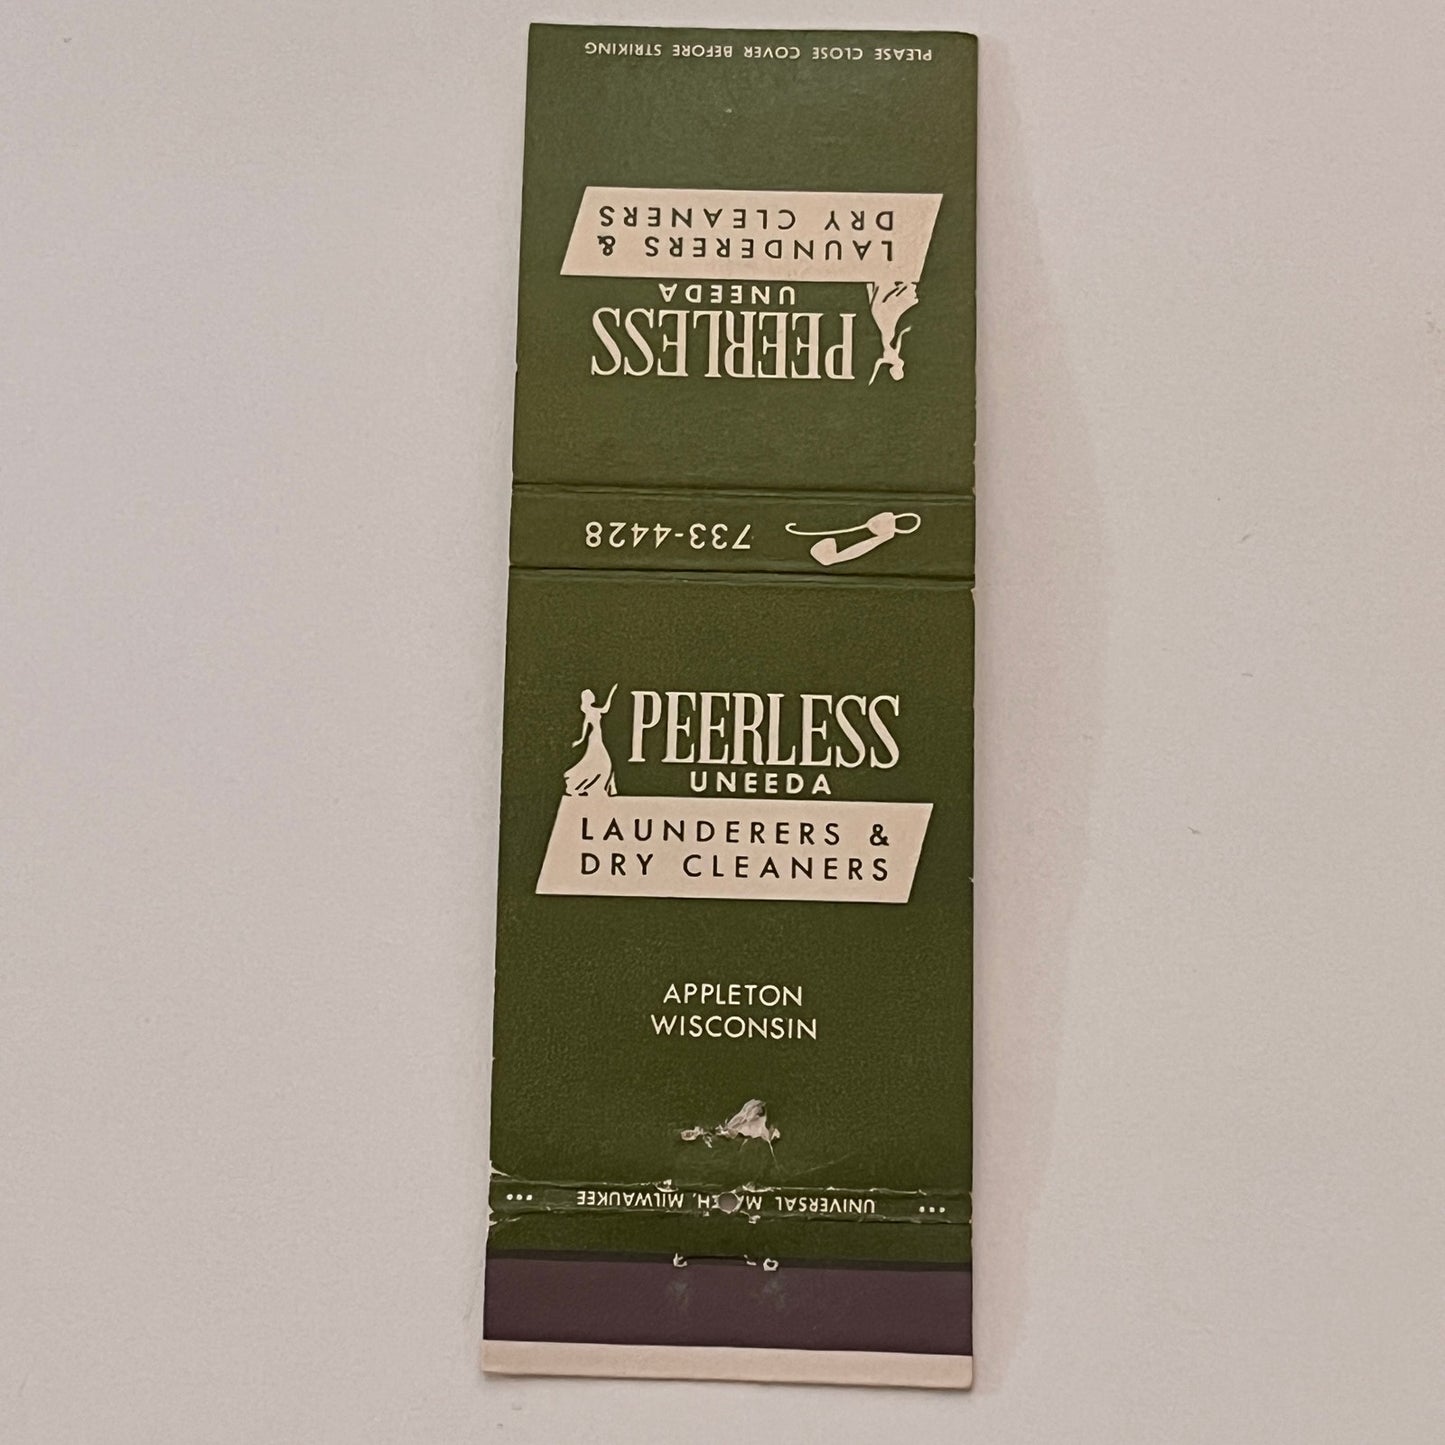 PLEASE CLOSE COVER BEFORE STRIKING
PEERLESS
UNEEDA
LAUNDERERS &
DRY CLEANERS
733-4428
PEERLESS
UNEEDA
LAUNDERERS &
DRY CLEANERS
APPLETON
WISCONSIN
UNIVERSAL MILWAUKEE